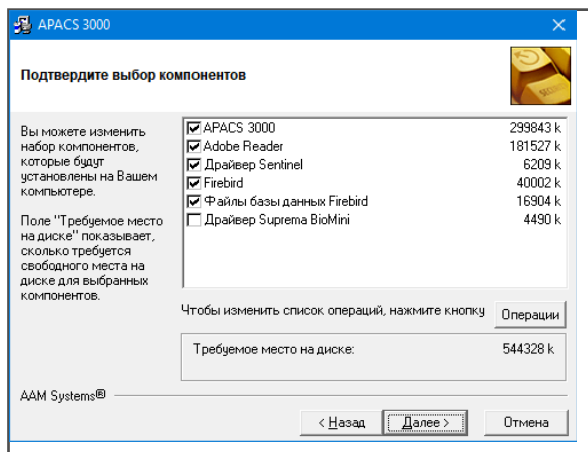 APACS 3000
Подтвердите выбор компонентов
Вы можете изменить
набор компонентов,
которые будут
установлены на Вашем
компьютере.
Поле "Требуемое место
на диске" показывает,
сколько требуется
свободного места на
диске для выбранных
компонентов.
APACS 3000 299843 k
Adobe Reader 181527 k
Драйвер Sentinel 6209 k
Firebird 40002 k
Файлы базы данных Firebird 16904 k
Драйвер Suprema BioMini 4490 k
Чтобы изменить список операций, нажмите кнопку Операции
Требуемое место на диске: 544328 k
AAM Systems®
< Назад Далее > Отмена